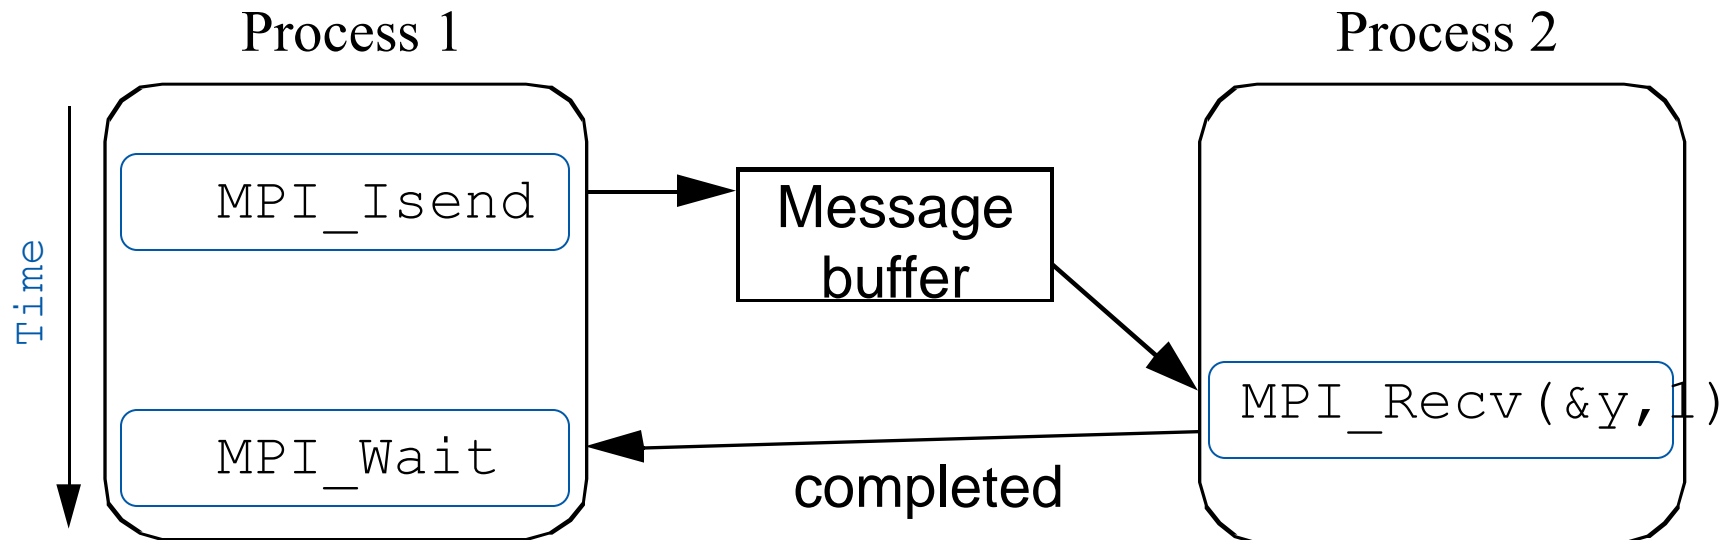 Process 1
Process 2
Time
MPI_Isend
Message
buffer
MPI_Recv(&y,1)
MPI_Wait
completed